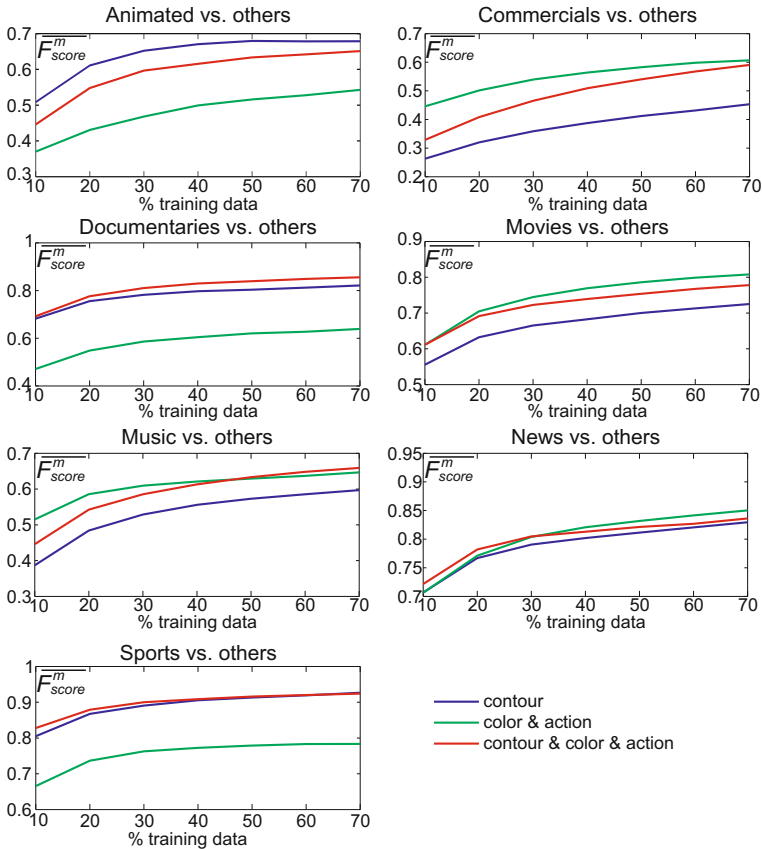 Animated vs. others
Commercials vs. others
0.7
0.6
0.5
0.4
0.3
F^m_score
10 20 30 40 50 60 70
% training data
0.7
0.6
0.5
0.4
0.3
0.2
F^m_score
10 20 30 40 50 60 70
% training data
Documentaries vs. others
Movies vs. others
1
0.8
0.6
0.4
F^m_score
10 20 30 40 50 60 70
% training data
0.9
0.8
0.7
0.6
0.5
F^m_score
10 20 30 40 50 60 70
% training data
Music vs. others
News vs. others
0.7
0.6
0.5
0.4
0.3
F^m_score
10 20 30 40 50 60 70
% training data
0.95
0.9
0.85
0.8
0.75
0.7
F^m_score
10 20 30 40 50 60 70
% training data
Sports vs. others
1
0.9
0.8
0.7
0.6
F^m_score
10 20 30 40 50 60 70
% training data
contour
color & action
contour & color & action